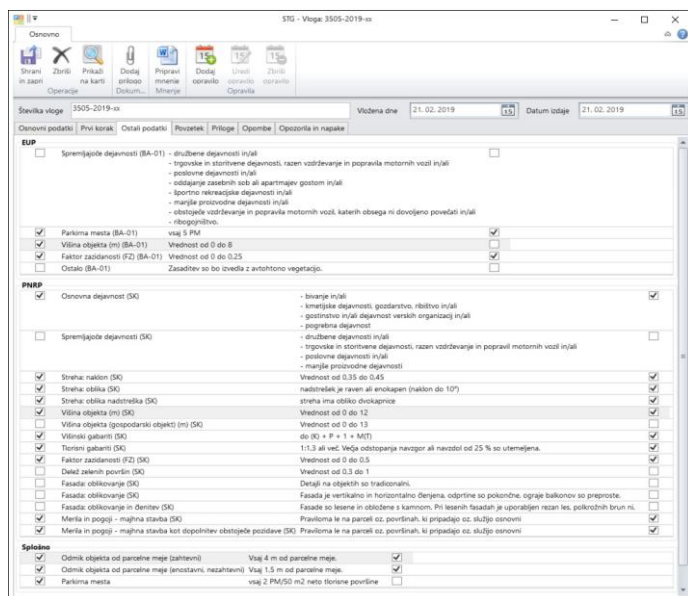 STG - Vloga: 3505-2019-xx
Osnovno
Shrani in zapri
Zbriši
Prikaži na karti
Dodaj prilogo
Pripravi mnenje
Dodaj opravilo
Uredi opravilo
Zbriši opravilo
Operacije Dokum... Mnenje Opravila
Številka vloge 3505-2019-xx Vložena dne 21. 02. 2019 15 Datum izdaje 21. 02. 2019 15
Osnovni podatki Prvi korak Ostali podatki Povzetek Priloge Opombe Opozorila in napake
EUP
Spremljajoče dejavnosti (BA-01) - družbene dejavnosti in/ali
- trgovske in storitvene dejavnosti, razen vzdrževanje in popravila motornih vozil in/ali
- poslovne dejavnosti in/ali
- oddajanje zasebnih sob ali apartmajev gostom in/ali
- športno rekreacijske dejavnosti in/ali
- manjše proizvodne dejavnosti in/ali
- obstoječe vzdrževanje in popravila motornih vozil, katerih obsega ni dovoljeno povečati in/ali
- ribogojništvo.
Parkirna mesta (BA-01) vsaj 5 PM
Višina objekta (m) (BA-01) Vrednost od 0 do 8
Faktor zazidanosti (FZ) (BA-01) Vrednost od 0 do 0,25
Ostalo (BA-01) Zasaditev so bo izvedla z avtohtono vegetacijo.
PNRP
Osnovna dejavnost (SK) - bivanje in/ali
- kmetijske dejavnosti, gozdarstvo, ribištvo in/ali
- gostinstvo in/ali dejavnost verskih organizacij in/ali
- pogrebna dejavnost
Spremljajoče dejavnosti (SK) - družbene dejavnosti in/ali
- trgovske in storitvene dejavnosti, razen vzdrževanje in popravil motornih vozil in/ali
- poslovne dejavnosti in/ali
- manjše proizvodne dejavnosti
Streha: naklon (SK) Vrednost od 0.35 do 0,45
Streha: oblika (SK) nadstrešek je raven ali enokapen (naklon do 10°)
Streha: oblika nadstreška (SK) streha ima obliko dvokapnice
Višina objekta (m) (SK) Vrednost od 0 do 12
Višina objekta (gospodarski objekt) (m) (SK) Vrednost od 0 do 13
Višinski gabariti (SK) do (K) + P + 1 + M(T)
Tlorisni gabariti (SK) 1:1,3 ali več. Večja odstopanja navzgor ali navzdol od 25 % so utemeljena.
Faktor zazidanosti (FZ) (SK) Vrednost od 0 do 0,5
Delež zelenih površin (SK) Vrednost od 0,3 do 1
Fasada: oblikovanje (SK) Detajli na objektih so tradiconalni.
Fasada: oblikovanje (SK) Fasada je vertikalno in horizontalno členjena, odprtine so pokončne, ograje balkonov so preproste.
Fasada: oblikovanje in členitev (SK) Fasade so lesene in obložene s kamnom. Pri lesenih fasadah je uporabljen rezan les, polkrožnih brun ni.
Merila in pogoji - majhna stavba (SK) Praviloma le na parceli oz. površinah, ki pripadajo oz. služijo osnovni
Merila in pogoji - majhna stavba kot dopolnitev obstoječe pozidave (SK) Praviloma le na parceli oz. površinah, ki pripadajo oz. služijo osnovni
Splošno
Odmik objekta od parcelne meje (zahtevni) Vsaj 4 m od parcelne meje.
Odmik objekta od parcelne meje (enostavni, nezahtevni) Vsaj 1.5 m od parcelne meje.
Parkirna mesta vsaj 2 PM/50 m2 neto tlorisne površine